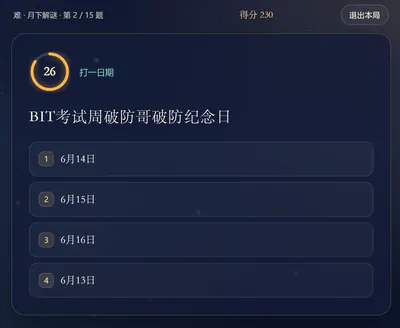 难 · 月下解谜 · 第 2 / 15 题
得分 230
退出本局
26
打一日期
BIT考试周破防哥破防纪念日
1 6月14日
2 6月15日
3 6月16日
4 6月13日